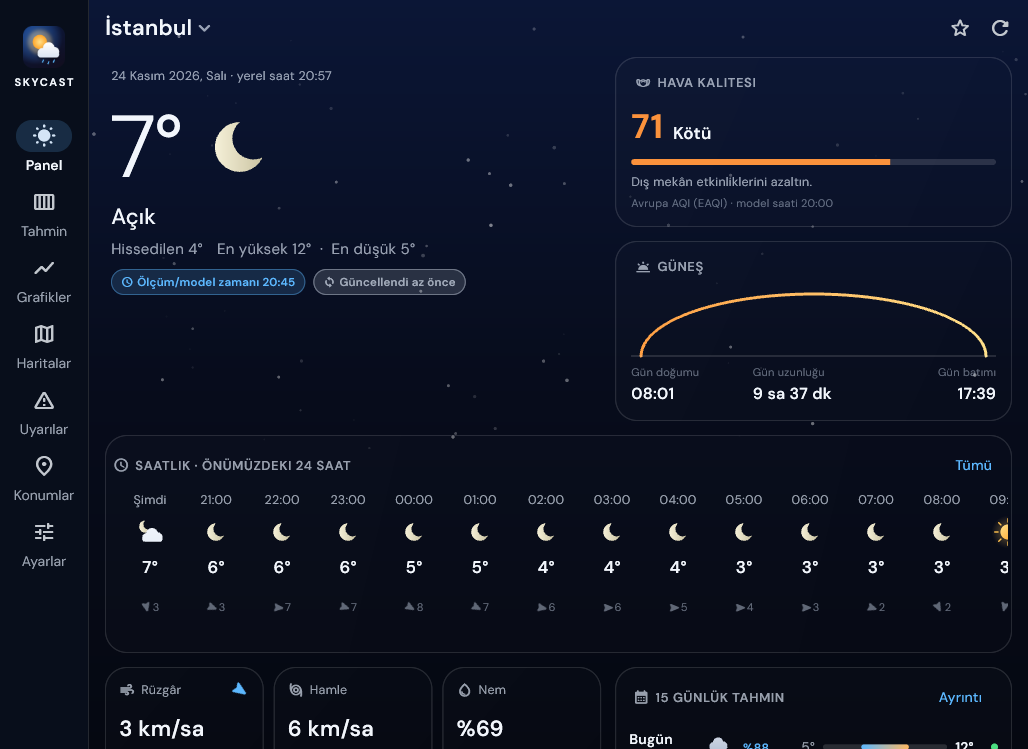 İstanbul
SKYCAST
Panel
Tahmin
Grafikler
Haritalar
Uyarılar
Konumlar
Ayarlar
24 Kasım 2026, Salı · yerel saat 20:57
7°
Açık
Hissedilen 4° En yüksek 12° · En düşük 5°
Ölçüm/model zamanı 20:45 Güncellendi az önce
HAVA KALITESI
71 Kötü
Dış mekân etkinliklerini azaltın.
Avrupa AQI (EAQI) · model saati 20:00
GÜNEŞ
Gün doğumu Gün uzunluğu Gün batımı
08:01 9 sa 37 dk 17:39
SAATLIK · ÖNÜMÜZDEKI 24 SAAT Tümü
Şimdi 21:00 22:00 23:00 00:00 01:00 02:00 03:00 04:00 05:00 06:00 07:00 08:00 09:
7° 6° 6° 6° 5° 5° 4° 4° 4° 3° 3° 3° 3° 3
3 3 7 7 8 7 6 6 5 4 3 2 2
Rüzgâr Hamle Nem
3 km/sa 6 km/sa %69
15 GÜNLÜK TAHMIN Ayrıntı
Bugün %88 5° 12°